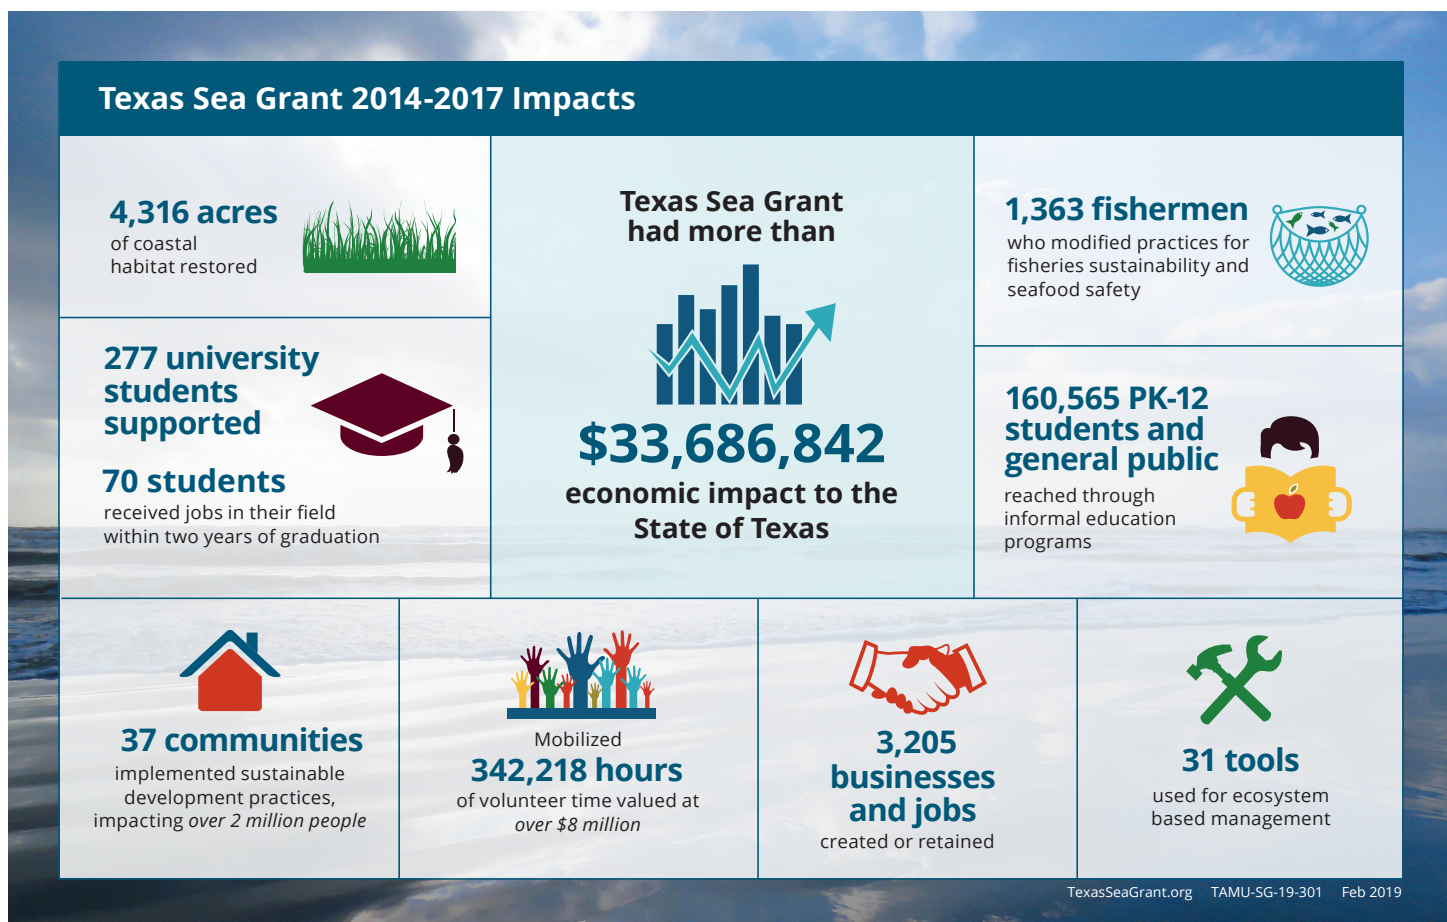 Texas Sea Grant 2014-2017 Impacts
4,316 acres
of coastal
habitat restored
277 university
students
supported
70 students
received jobs in their field
within two years of graduation
Texas Sea Grant
had more than
$33,686,842
economic impact to the
State of Texas
1,363 fishermen
who modified practices for
fisheries sustainability and
seafood safety
160,565 PK-12
students and
general public
reached through
informal education
programs
37 communities
implemented sustainable
development practices,
impacting over 2 million people
Mobilized
342,218 hours
of volunteer time valued at
over $8 million
3,205
businesses
and jobs
created or retained
31 tools
used for ecosystem
based management
TexasSeaGrant.org TAMU-SG-19-301 Feb 2019